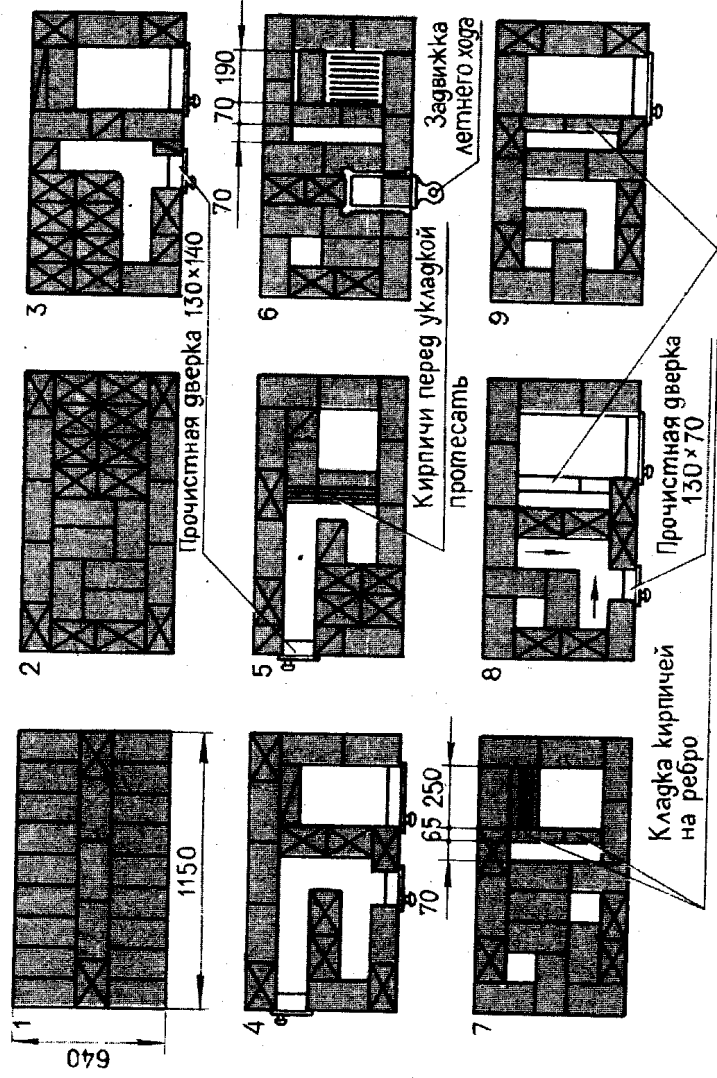 1
640
1150
2
3
Прочистная дверка 130×140
4
70 65 250
5
Кирпичи перед укладкой
протесать
6
70 70 190
Задвижка
летнего хода
7
Кладка кирпичей
на ребро
8
Прочистная дверка
130×70
9